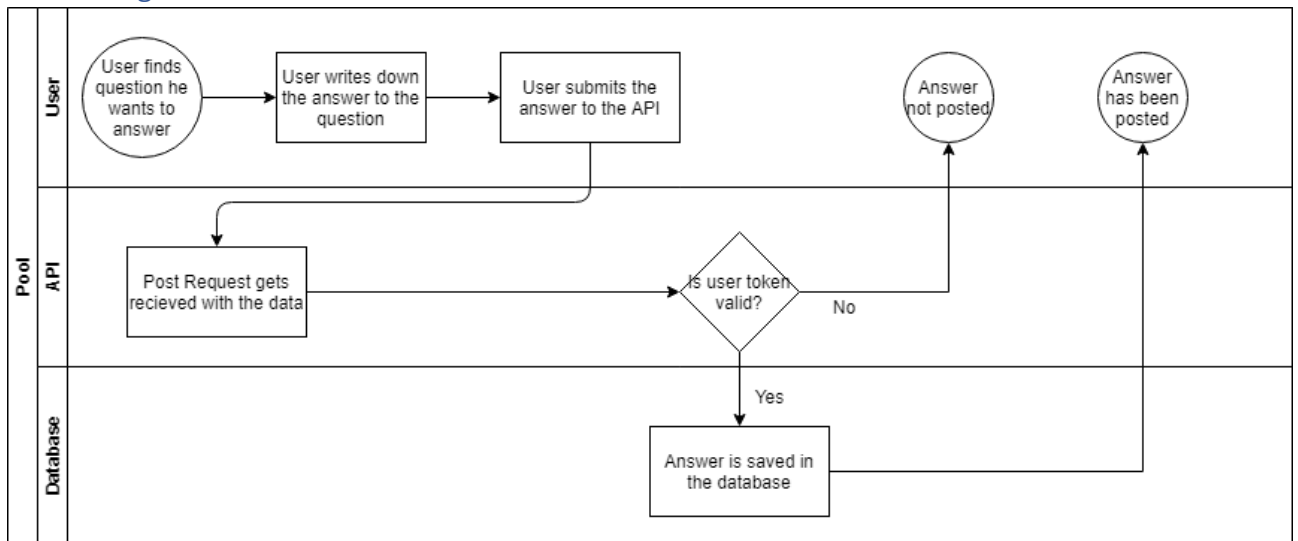 User finds
question he
wants to
answer
User writes down
the answer to the
question
User submits the
answer to the API
Answer
not posted
Answer
has been
posted
User
Pool
API
Post Request gets
recieved with the data
Is user token
valid?
No
Yes
Database
Answer is saved in
the database